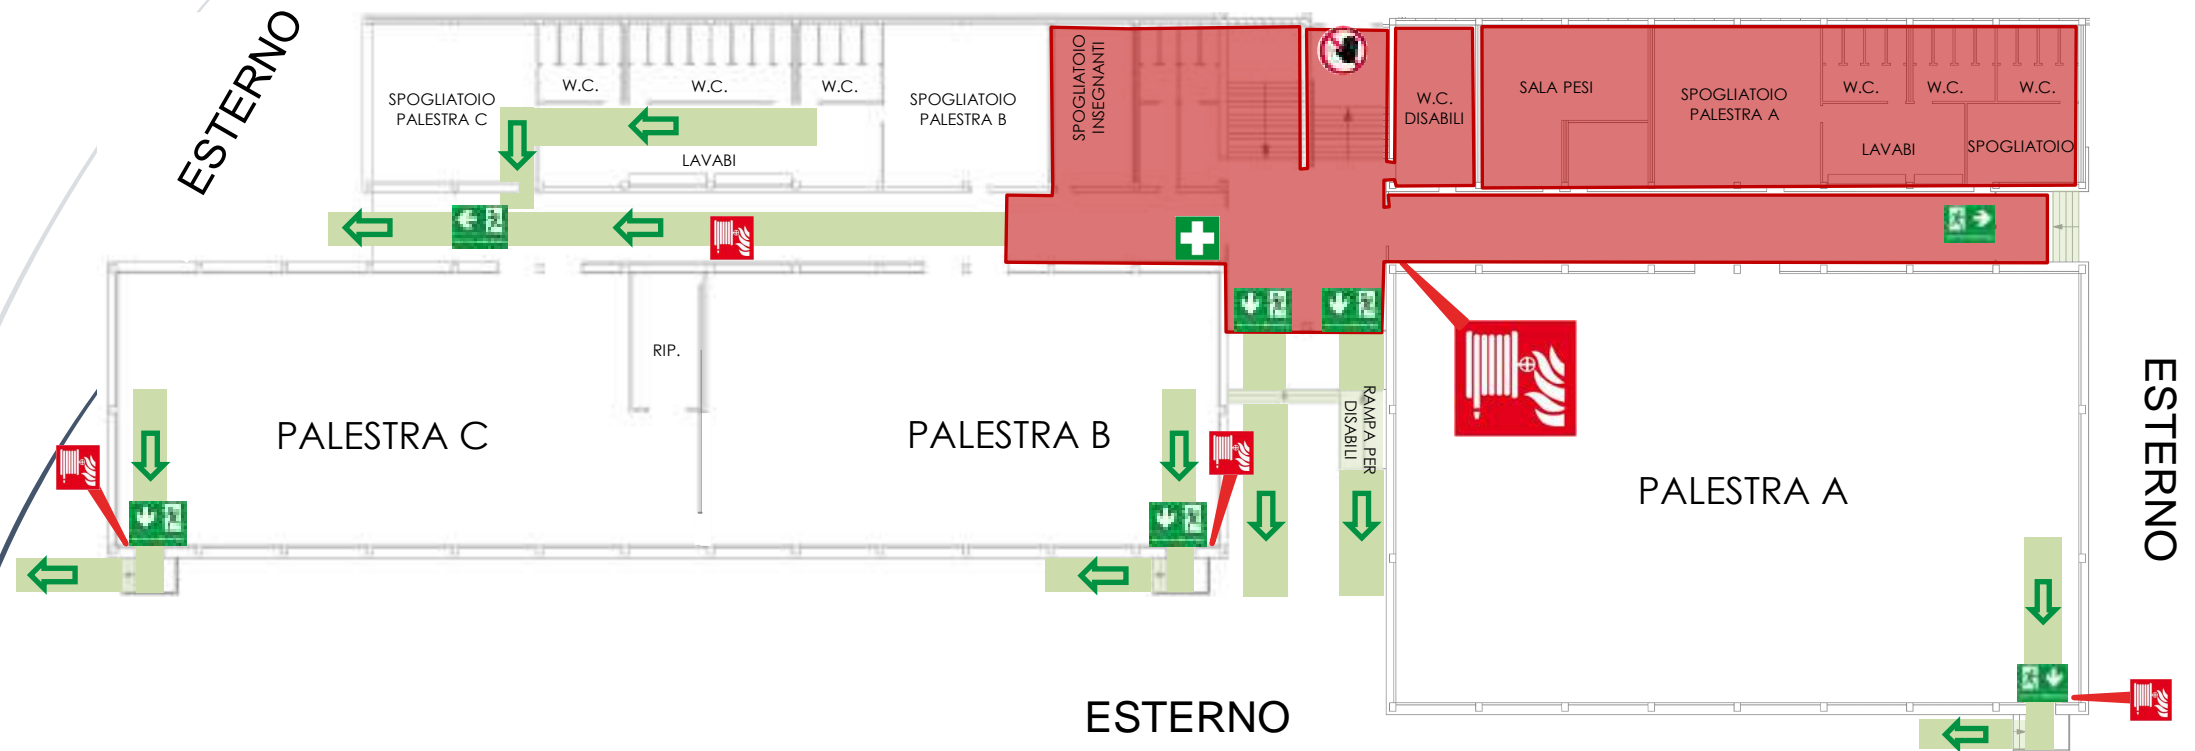 ESTERNO
SPOGLIATOIO
PALESTRA C
W.C.
W.C.
W.C.
LAVABI
SPOGLIATOIO
PALESTRA B
SPOGLIATOIO
INSEGNANTI
W.C.
DISABILI
SALA PESI
SPOGLIATOIO
PALESTRA A
W.C.
W.C.
W.C.
LAVABI
SPOGLIATOIO
RIP.
PALESTRA C
PALESTRA B
RAMPA PER
DISABILI
PALESTRA A
ESTERNO
ESTERNO